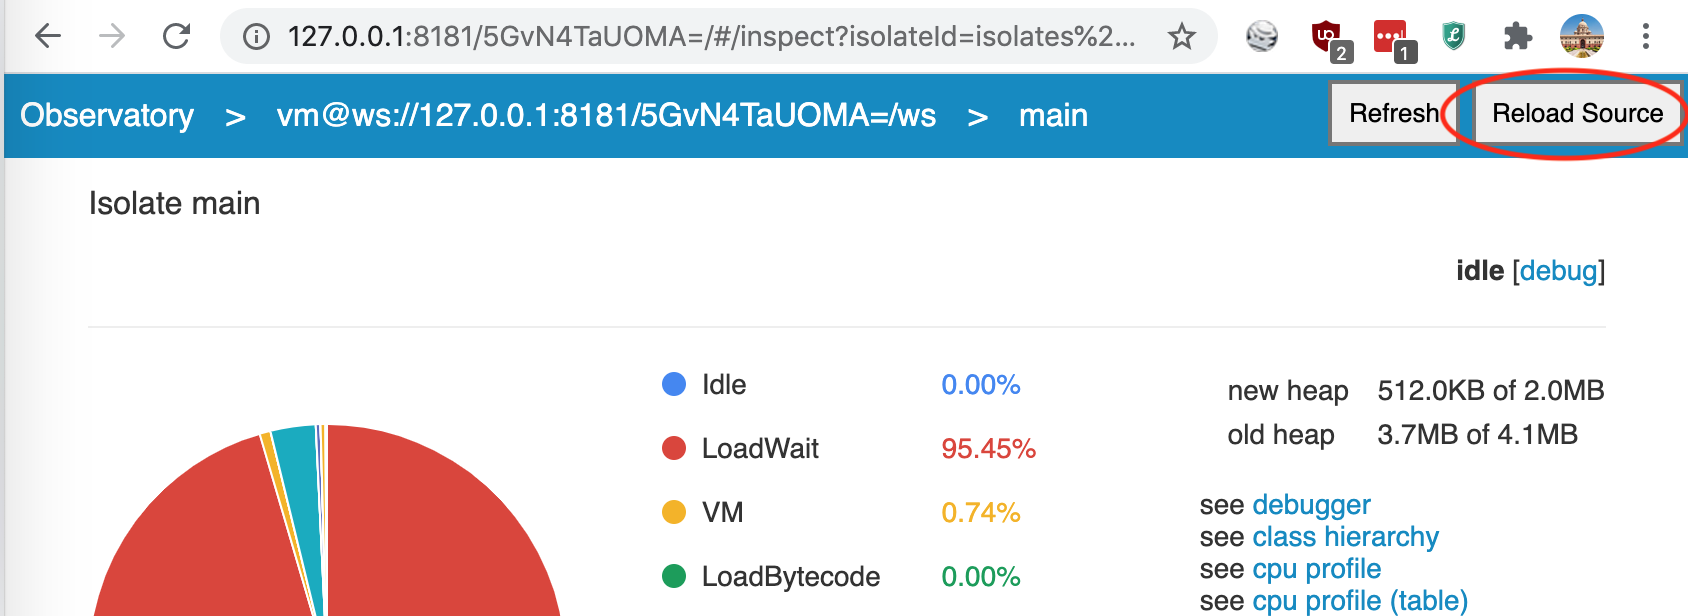 127.0.0.1:8181/5GvN4TaUOMA=/#/inspect?isolateId=isolates%2...
2
1
Observatory > vm@ws://127.0.0.1:8181/5GvN4TaUOMA=/ws > main
Refresh
Reload Source
Isolate main
idle [debug]
Idle 0.00%
LoadWait 95.45%
VM 0.74%
LoadBytecode 0.00%
new heap 512.0KB of 2.0MB
old heap 3.7MB of 4.1MB
see debugger
see class hierarchy
see cpu profile
see cpu profile (table)